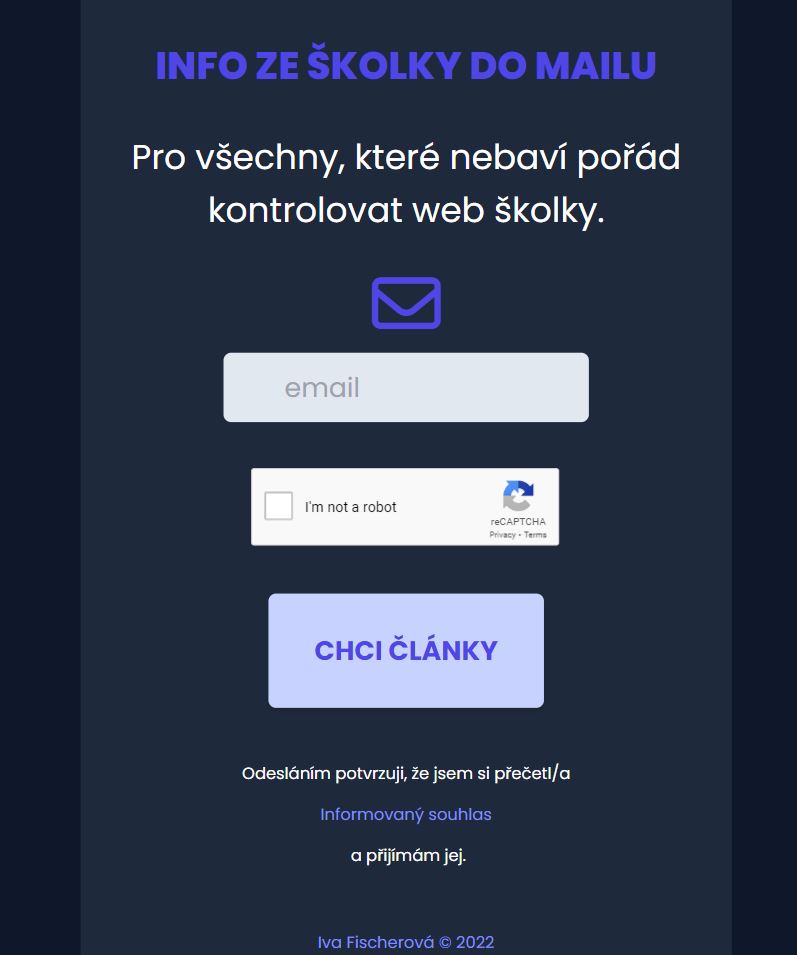 INFO ZE ŠKOLKY DO MAILU
Pro všechny, které nebaví pořád
kontrolovat web školky.
email
I'm not a robot
reCAPTCHA
Privacy • Terms
CHCI ČLÁNKY
Odesláním potvrzuji, že jsem si přečetl/a
Informovaný souhlas
a přijímám jej.
Iva Fischerová © 2022